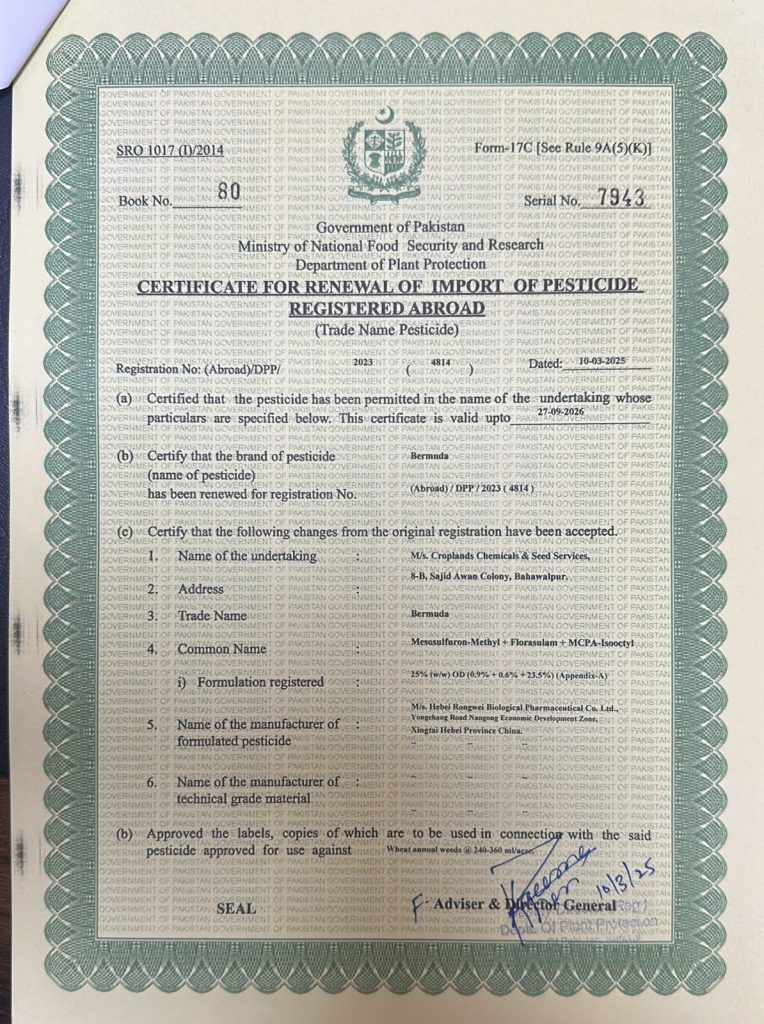 SRO 1017 (I)/2014
Form-17C [See Rule 9A(5)(K)]
Book No. 80
Serial No. 7943
Government of Pakistan
Ministry of National Food Security and Research
Department of Plant Protection
CERTIFICATE FOR RENEWAL OF IMPORT OF PESTICIDE
REGISTERED ABROAD
(Trade Name Pesticide)
Registration No: (Abroad)/DPP/ 2023 ( 4814 ) Dated: 10-03-2025
(a) Certified that the pesticide has been permitted in the name of the undertaking whose
particulars are specified below. This certificate is valid upto 27-09-2026
(b) Certify that the brand of pesticide Bermuda
(name of pesticide)
has been renewed for registration No. (Abroad) / DPP / 2023 ( 4814 )
(c) Certify that the following changes from the original registration have been accepted.
1. Name of the undertaking : M/s. Croplands Chemicals & Seed Services,
8-B, Sajid Awan Colony, Bahawalpur.
2. Address :
3. Trade Name : Bermuda
4. Common Name : Mesosulfuron-Methyl + Florasulam + MCPA-Isooctyl
i) Formulation registered : 25% (w/w) OD (0.9% + 0.6% + 23.5%) (Appendix-A)
M/s. Hebei Rongwei Biological Pharmaceutical Co. Ltd.,
5. Name of the manufacturer of : Yongchang Road Nangong Economic Development Zone,
formulated pesticide Xingtai Hebei Province China.
-- -- --
6. Name of the manufacturer of : -- -- --
technical grade material -- -- --
(b) Approved the labels, copies of which are to be used in connection with the said
pesticide approved for use against Wheat annual weeds @ 240-360 ml/acre.
10/3/25
SEAL
F- Adviser & Director General
Deptt. Of Plant Protection